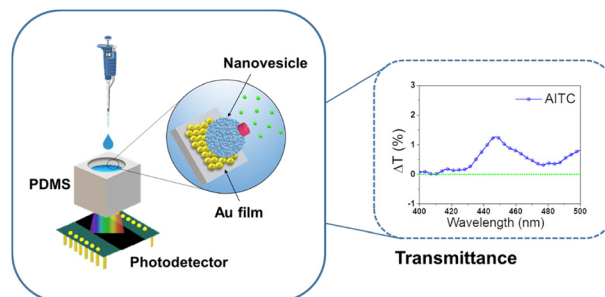 Nanovesicle
PDMS
Au film
Photodetector
AITC
ΔT (%)
3
2
1
0
-1
400 420 440 460 480 500
Wavelength (nm)
Transmittance